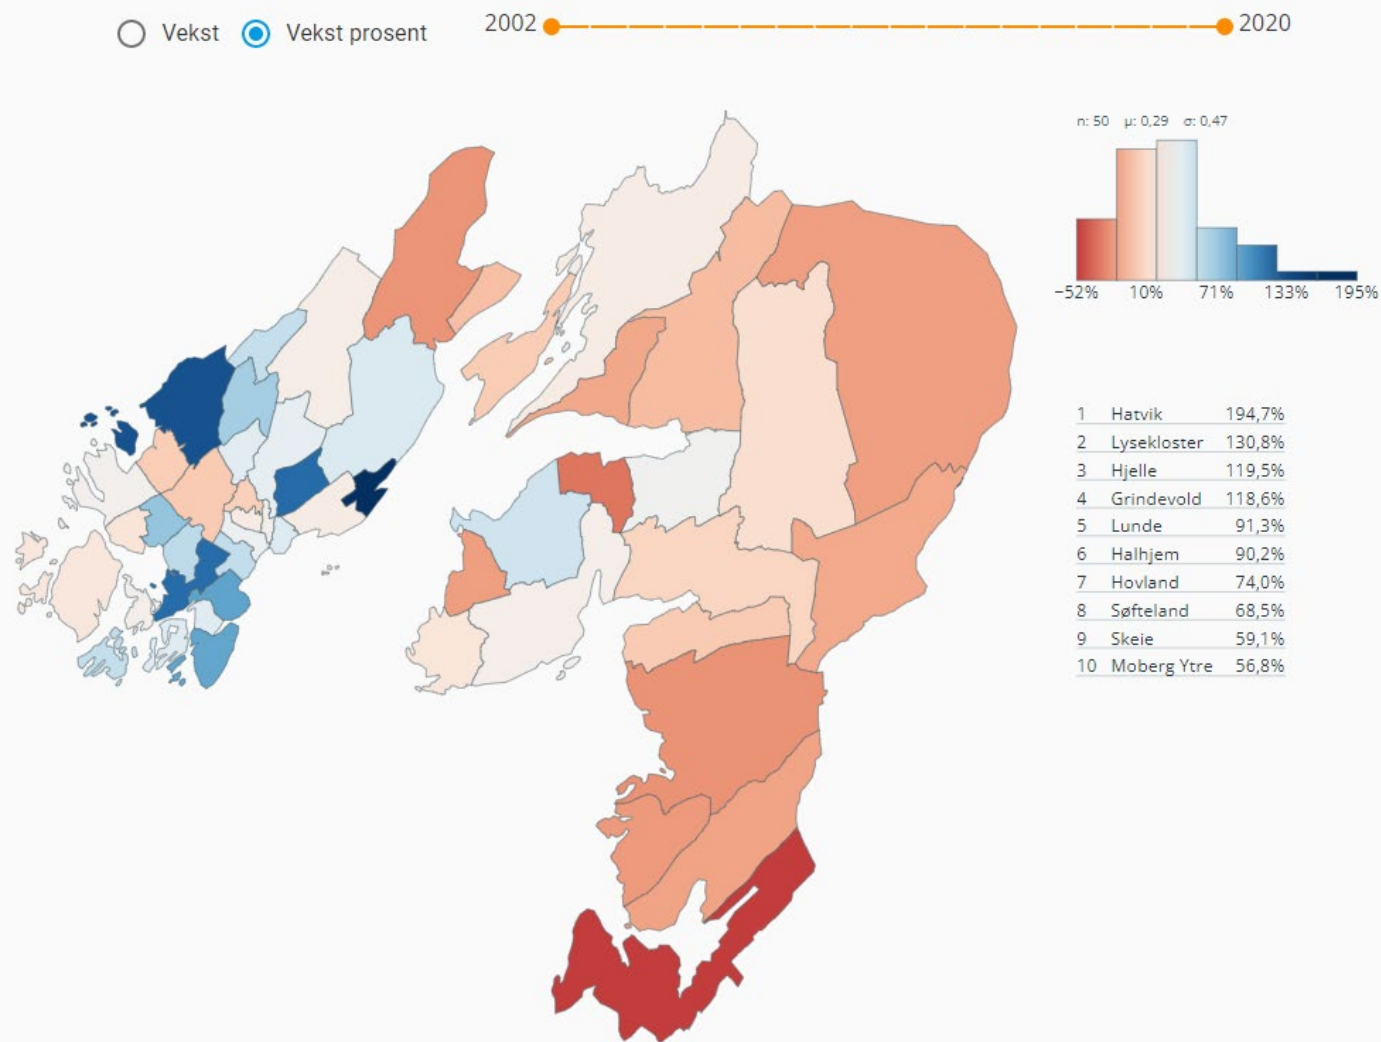 Vekst Vekst prosent 2002 2020
n: 50 μ: 0,29 σ: 0,47
−52% 10% 71% 133% 195%
1 Hatvik 194,7%
2 Lysekloster 130,8%
3 Hjelle 119,5%
4 Grindevold 118,6%
5 Lunde 91,3%
6 Halhjem 90,2%
7 Hovland 74,0%
8 Søfteland 68,5%
9 Skeie 59,1%
10 Moberg Ytre 56,8%